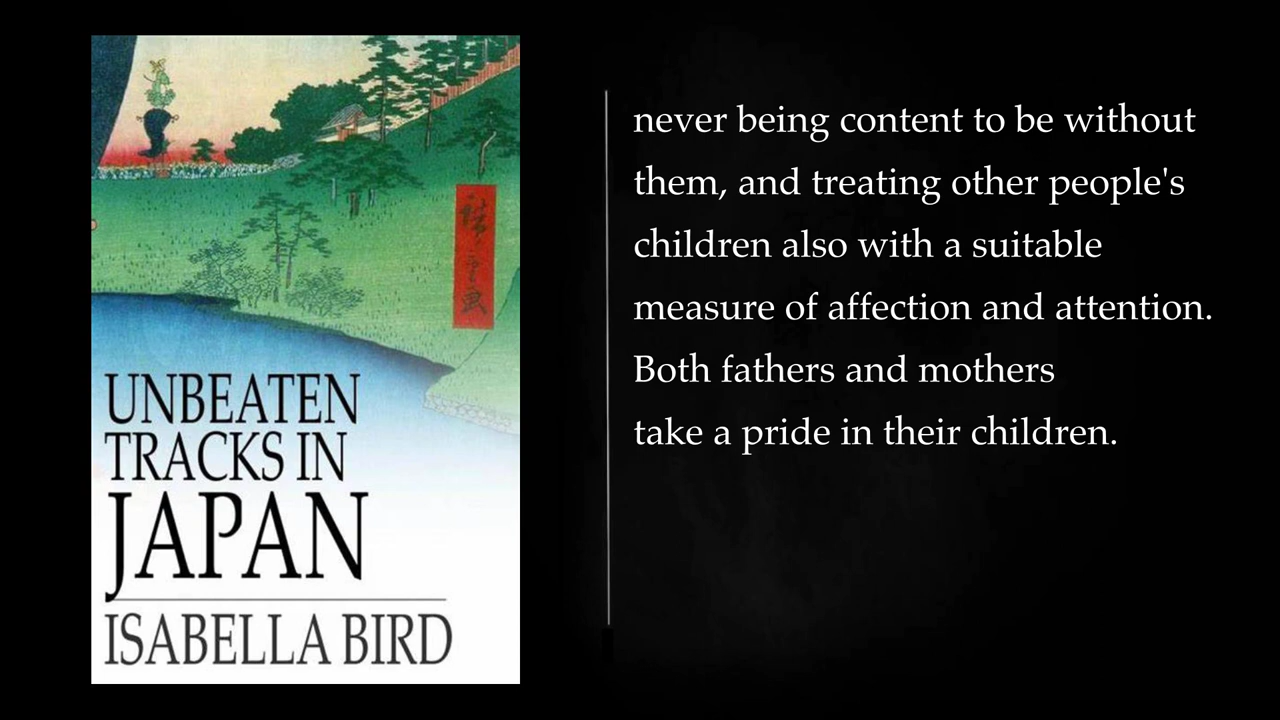 UNBEATEN
TRACKS IN
JAPAN
ISABELLA BIRD
never being content to be without
them, and treating other people's
children also with a suitable
measure of affection and attention.
Both fathers and mothers
take a pride in their children.